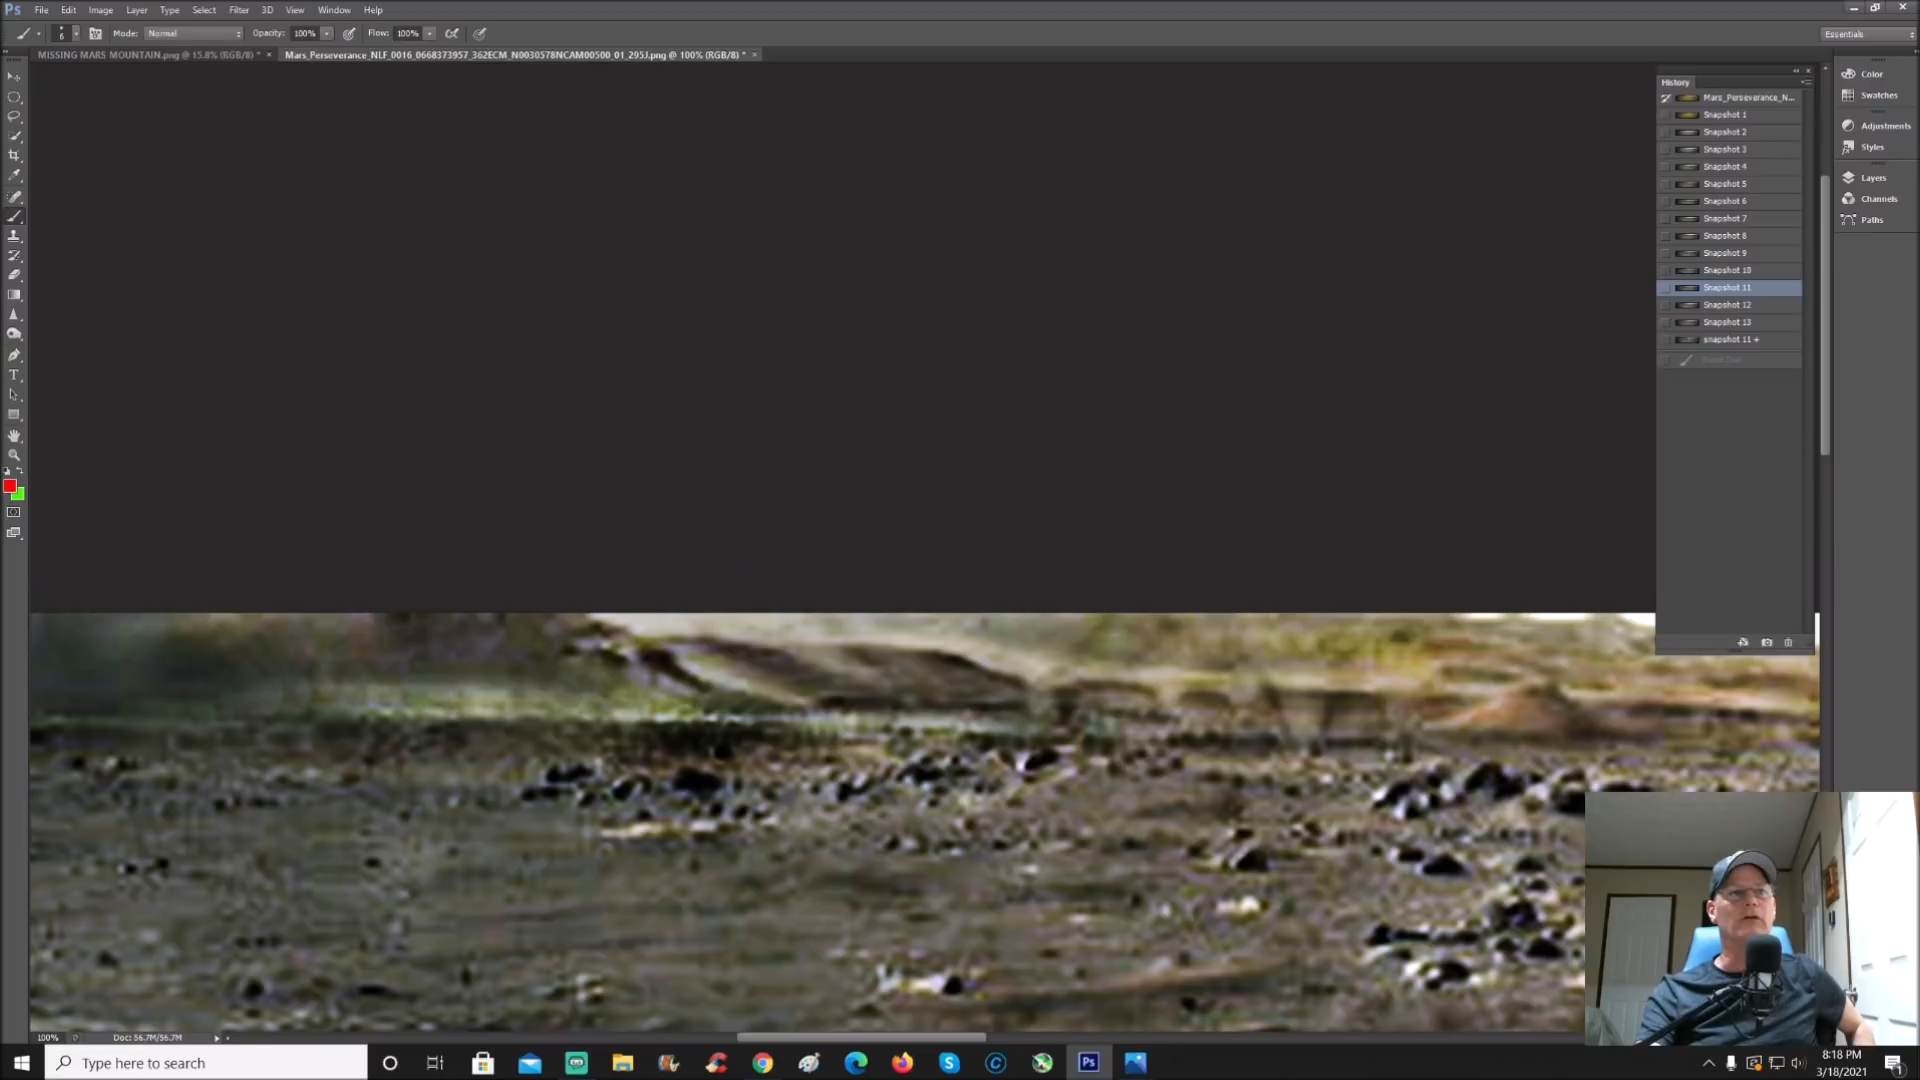 Ps File Edit Image Layer Type Select Filter 3D View Window Help
6 Mode: Normal Opacity: 100% Flow: 100% Essentials
MISSING MARS MOUNTAIN.png @ 15.8% (RGB/8) * × Mars_Perseverance_NLF_0016_0668373957_362ECM_N0030578NCAM00500_01_295J.png @ 100% (RGB/8) * ×
History
Mars_Perseverance_N...
Snapshot 1
Snapshot 2
Snapshot 3
Snapshot 4
Snapshot 5
Snapshot 6
Snapshot 7
Snapshot 8
Snapshot 9
Snapshot 10
Snapshot 11
Snapshot 12
Snapshot 13
snapshot 11 +
Color
Swatches
Adjustments
Styles
Layers
Channels
Paths
100% Doc: 56.7M/56.7M
Type here to search
Ps
8:18 PM
3/18/2021
1